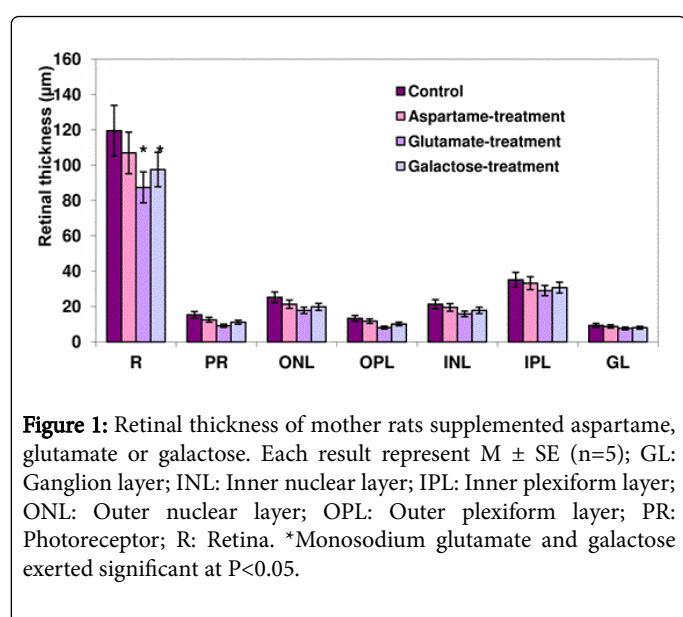 160
140
120
100
80
60
40
20
0
Retinal thickness (µm)
Control
Aspartame-treatment
Glutamate-treatment
Galactose-treatment
* *
R PR ONL OPL INL IPL GL
Figure 1: Retinal thickness of mother rats supplemented aspartame,
glutamate or galactose. Each result represent M ± SE (n=5); GL:
Ganglion layer; INL: Inner nuclear layer; IPL: Inner plexiform layer;
ONL: Outer nuclear layer; OPL: Outer plexiform layer; PR:
Photoreceptor; R: Retina. *Monosodium glutamate and galactose
exerted significant at P<0.05.